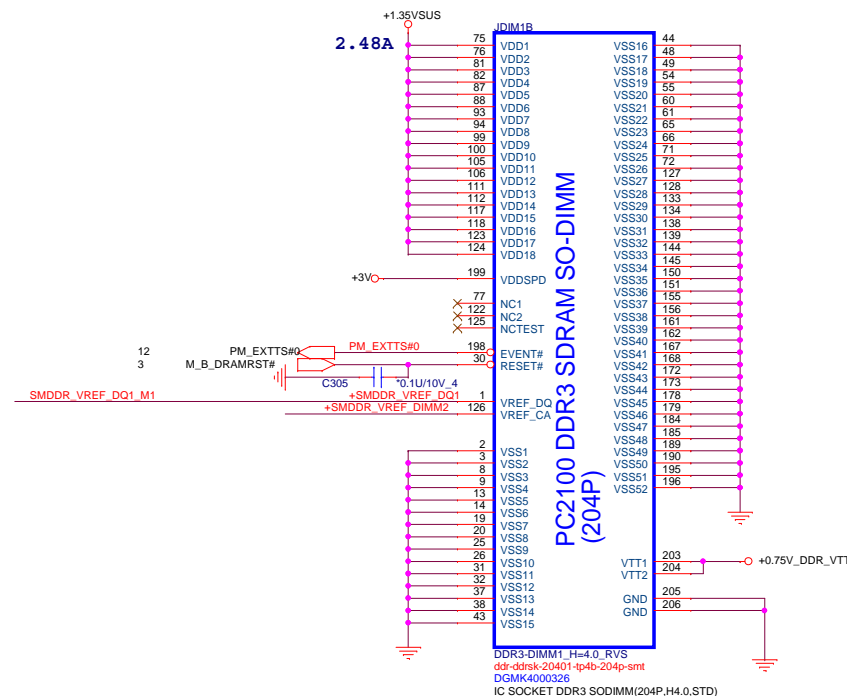 +1.35VSUS
2.48A
JDIM1B
75 VDD1
76 VDD2
81 VDD3
82 VDD4
87 VDD5
88 VDD6
93 VDD7
94 VDD8
99 VDD9
100 VDD10
105 VDD11
106 VDD12
111 VDD13
112 VDD14
117 VDD15
118 VDD16
123 VDD17
124 VDD18
+3V 199 VDDSPD
77 NC1
122 NC2
125 NCTEST
12 PM_EXTTS#0 PM_EXTTS#0 198 EVENT#
3 M_B_DRAMRST# 30 RESET#
C305 *0.1U/10V_4
SMDDR_VREF_DQ1_M1 +SMDDR_VREF_DQ1 1 VREF_DQ
+SMDDR_VREF_DIMM2 126 VREF_CA
2 VSS1
3 VSS2
8 VSS3
9 VSS4
13 VSS5
14 VSS6
19 VSS7
20 VSS8
25 VSS9
26 VSS10
31 VSS11
32 VSS12
37 VSS13
38 VSS14
43 VSS15
PC2100 DDR3 SDRAM SO-DIMM
(204P)
VSS16 44
VSS17 48
VSS18 49
VSS19 54
VSS20 55
VSS21 60
VSS22 61
VSS23 65
VSS24 66
VSS25 71
VSS26 72
VSS27 127
VSS28 128
VSS29 133
VSS30 134
VSS31 138
VSS32 139
VSS33 144
VSS34 145
VSS35 150
VSS36 151
VSS37 155
VSS38 156
VSS39 161
VSS40 162
VSS41 167
VSS42 168
VSS43 172
VSS44 173
VSS45 178
VSS46 179
VSS47 184
VSS48 185
VSS49 189
VSS50 190
VSS51 195
VSS52 196
VTT1 203 +0.75V_DDR_VTT
VTT2 204
GND 205
GND 206
DDR3-DIMM1_H=4.0_RVS
ddr-ddrsk-20401-tp4b-204p-smt
DGMK4000326
IC SOCKET DDR3 SODIMM(204P,H4.0,STD)